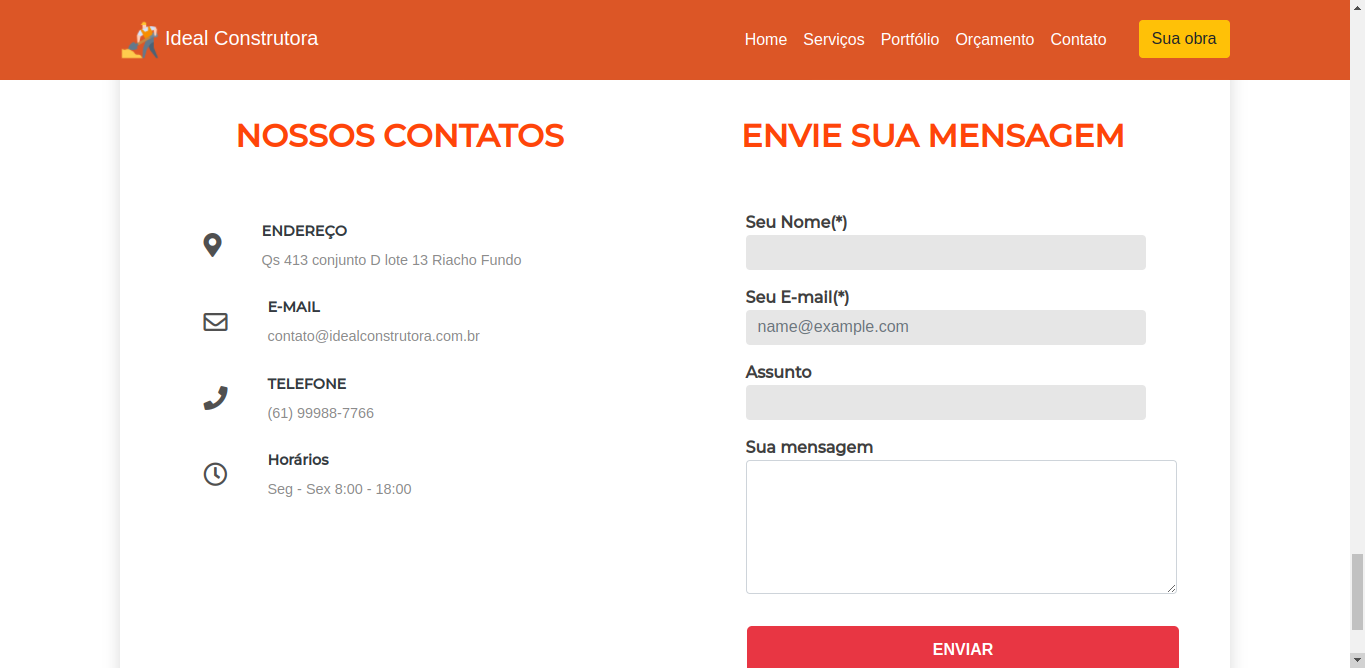 Ideal Construtora
Home Serviços Portfólio Orçamento Contato Sua obra
NOSSOS CONTATOS
ENDEREÇO
Qs 413 conjunto D lote 13 Riacho Fundo
E-MAIL
contato@idealconstrutora.com.br
TELEFONE
(61) 99988-7766
Horários
Seg - Sex 8:00 - 18:00
ENVIE SUA MENSAGEM
Seu Nome(*)
Seu E-mail(*)
name@example.com
Assunto
Sua mensagem
ENVIAR